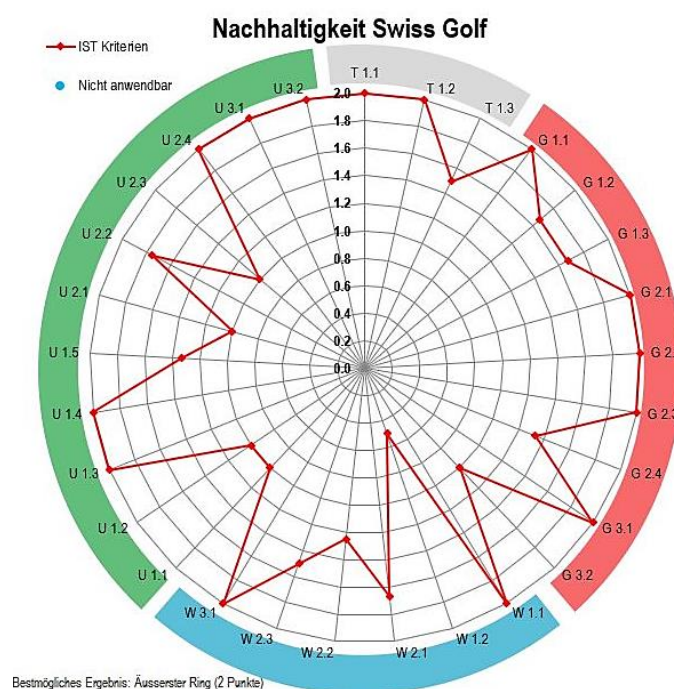 Nachhaltigkeit Swiss Golf
IST Kriterien
Nicht anwendbar
T 1.1
T 1.2
T 1.3
G 1.1
G 1.2
G 1.3
G 2.1
G 2.3
G 2.4
G 3.1
G 3.2
W 1.1
W 1.2
W 2.1
W 2.2
W 2.3
W 3.1
U 1.1
U 1.2
U 1.3
U 1.4
U 1.5
U 2.1
U 2.2
U 2.3
U 2.4
U 3.1
U 3.2
2.0
1.8
1.6
1.4
1.2
1.0
0.8
0.6
0.4
0.2
0.0
Bestmögliches Ergebnis: Äusserster Ring (2 Punkte)